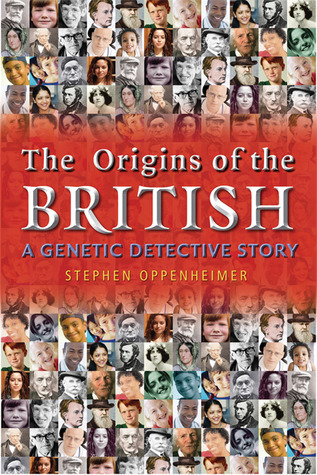 The Origins of the
BRITISH
A GENETIC DETECTIVE STORY
STEPHEN OPPENHEIMER